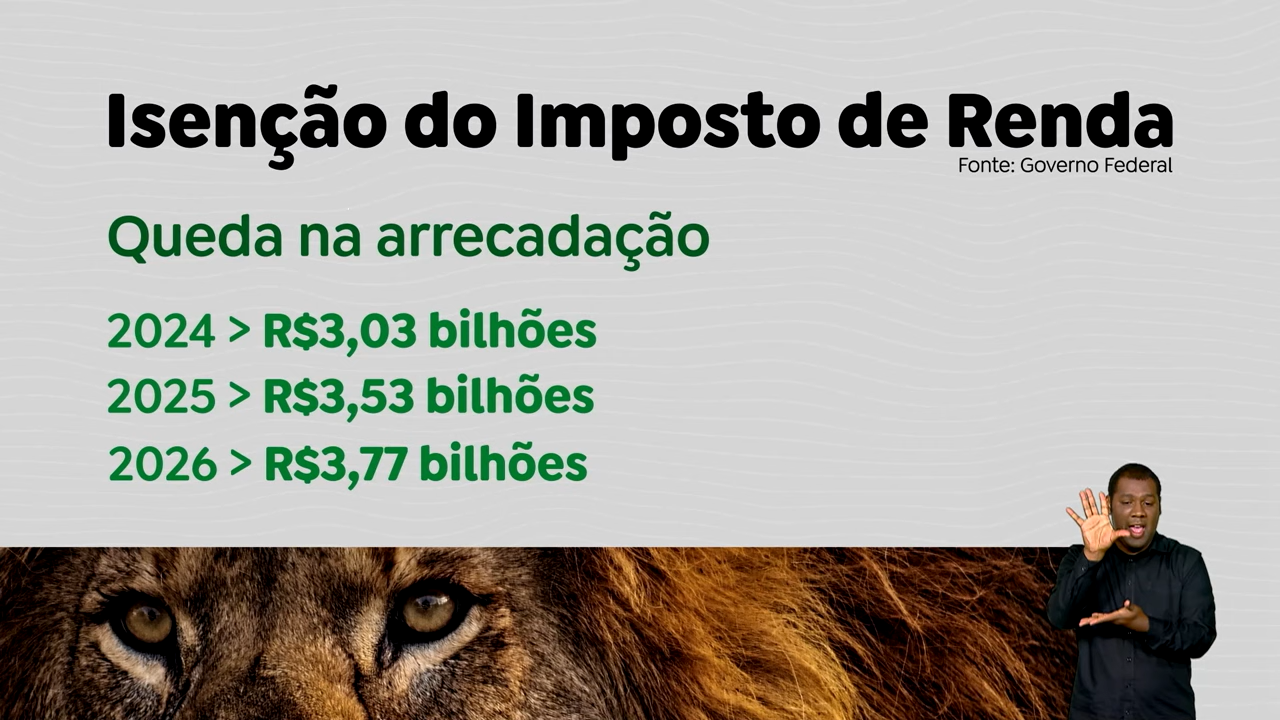 Isenção do Imposto de Renda
Fonte: Governo Federal
Queda na arrecadação
2024 > R$3,03 bilhões
2025 > R$3,53 bilhões
2026 > R$3,77 bilhões